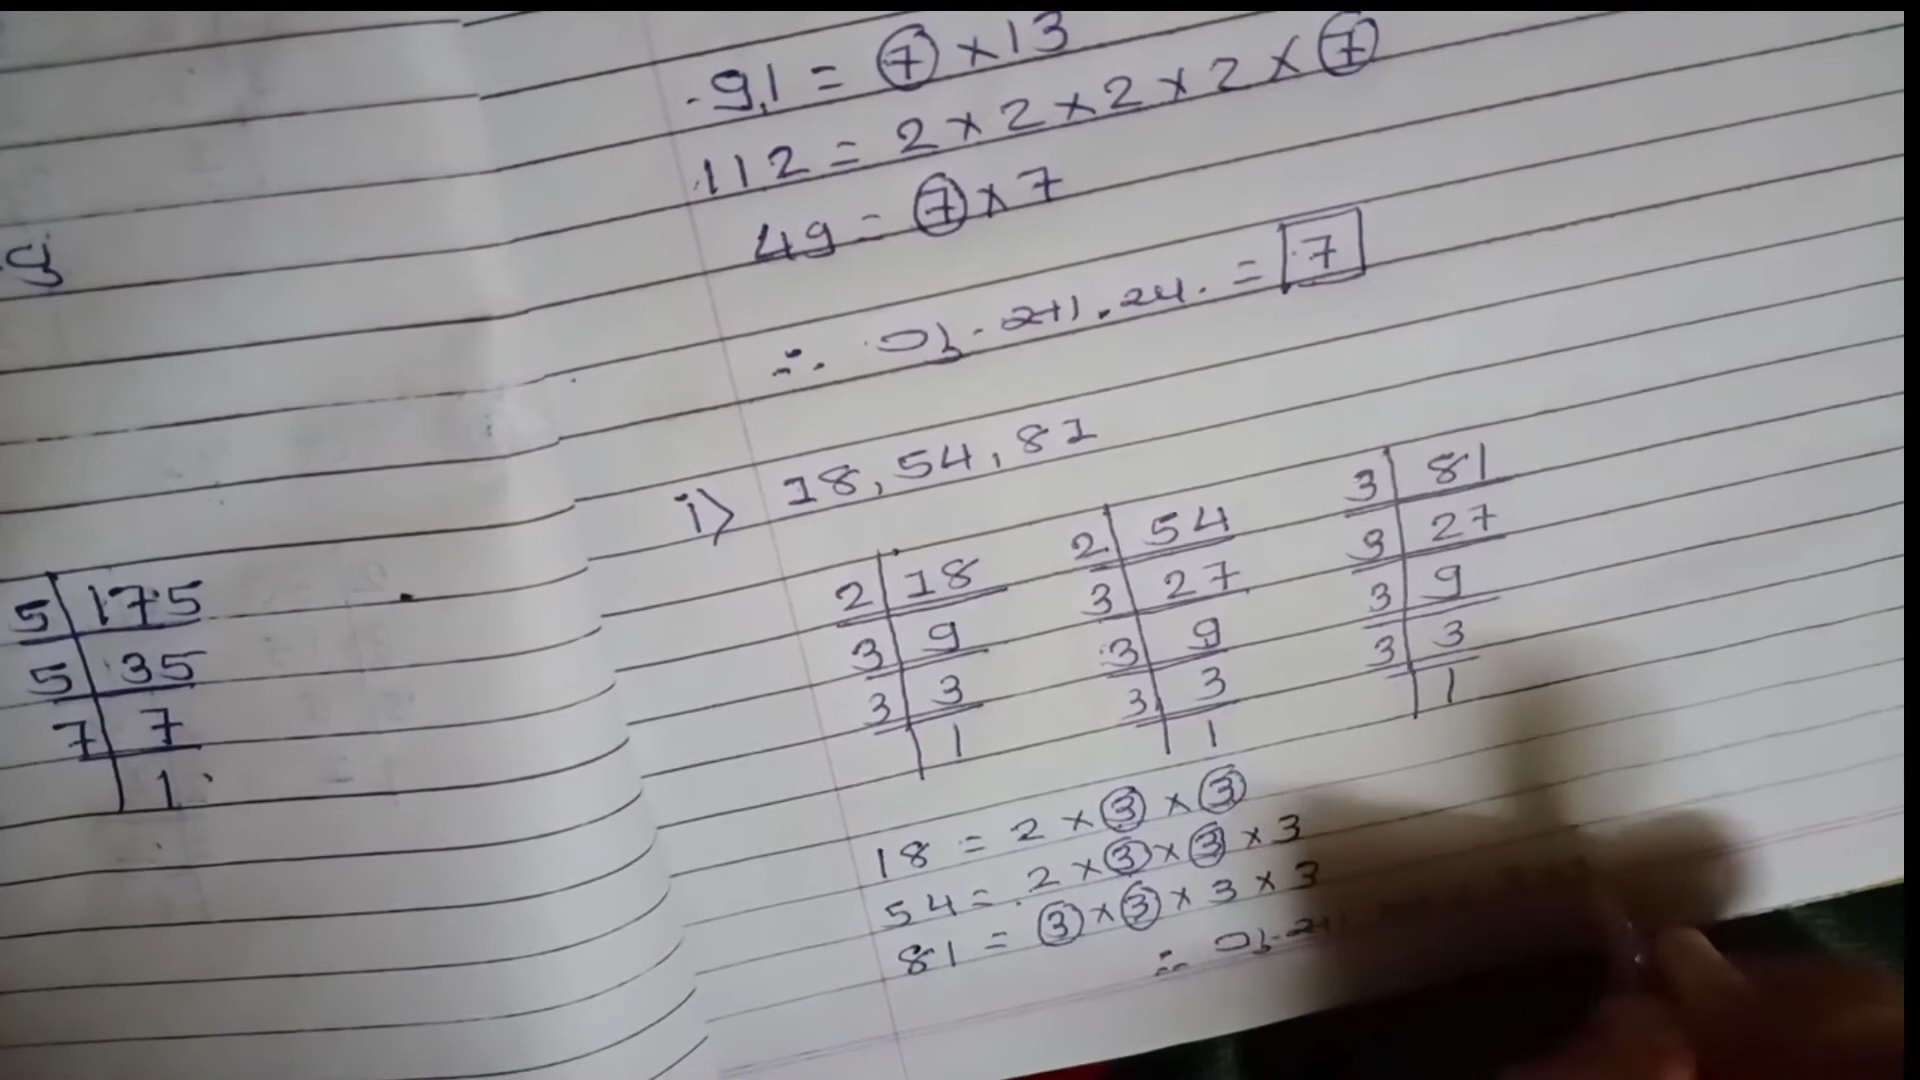 9
5 | 175
5 | 35
7 | 7
| 1
91 = 7 × 13
112 = 2 × 2 × 2 × 2 × 7
49 = 7 × 7
∴ = 7
i) 18, 54, 81
2 | 18
3 | 9
3 | 3
| 1
2 | 54
3 | 27
3 | 9
3 | 3
| 1
3 | 81
3 | 27
3 | 9
3 | 3
| 1
18 = 2 × 3 × 3
54 = 2 × 3 × 3 × 3
81 = 3 × 3 × 3 × 3
∴